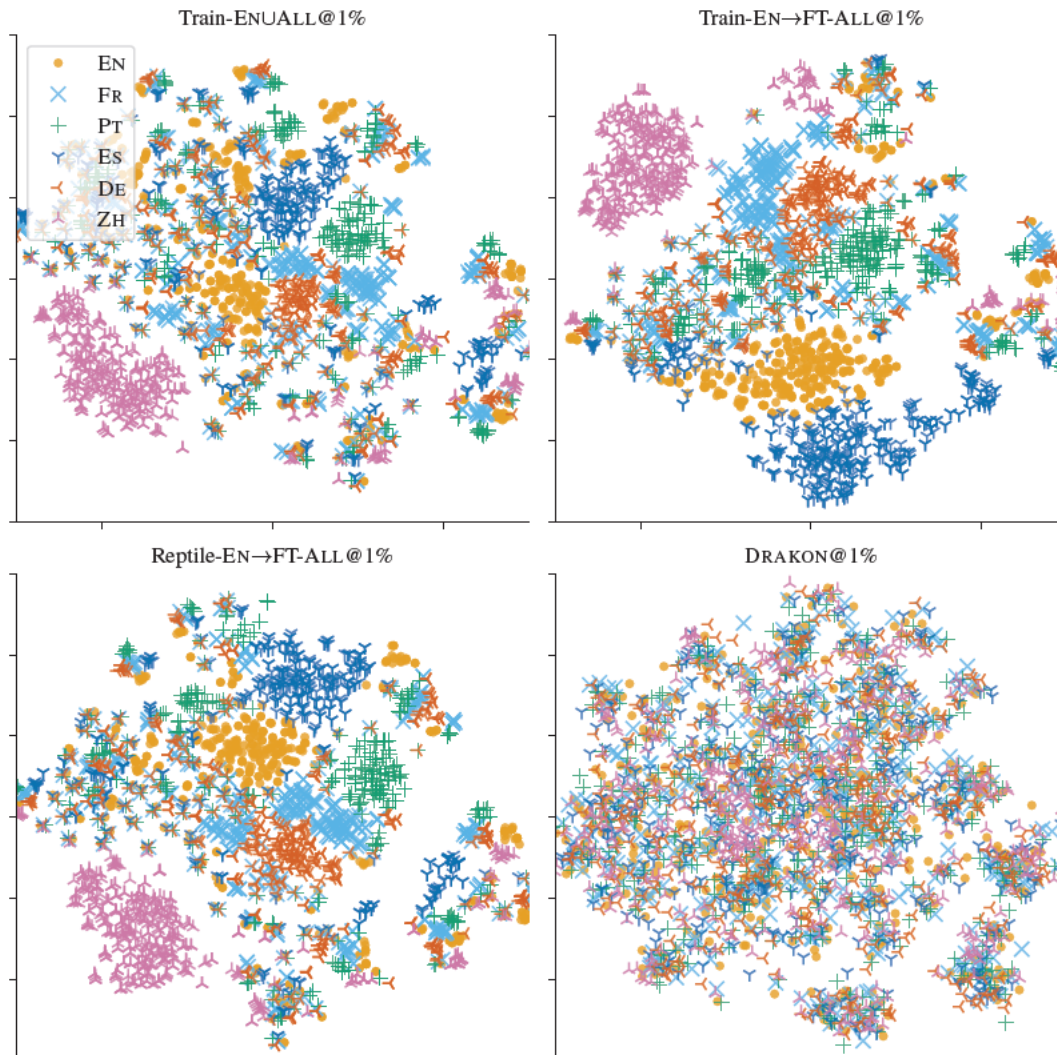 Train-EN∪ALL@1%
Train-EN→FT-ALL@1%
EN
FR
PT
ES
DE
ZH
Reptile-EN→FT-ALL@1%
DRAKON@1%